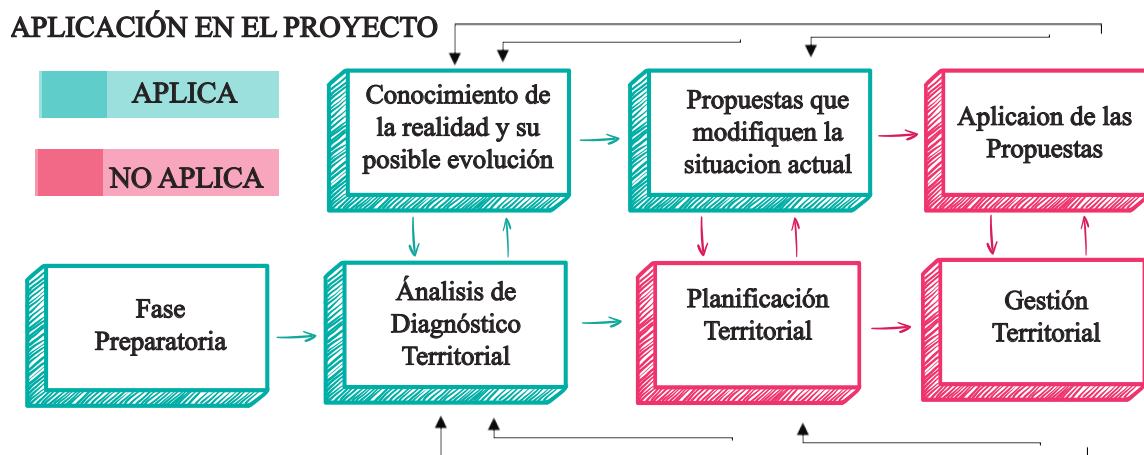 APLICACIÓN EN EL PROYECTO
APLICA
NO APLICA
Conocimiento de
la realidad y su
posible evolución
Propuestas que
modifiquen la
situacion actual
Aplicaion de las
Propuestas
Fase
Preparatoria
Ánalisis de
Diagnóstico
Territorial
Planificación
Territorial
Gestión
Territorial